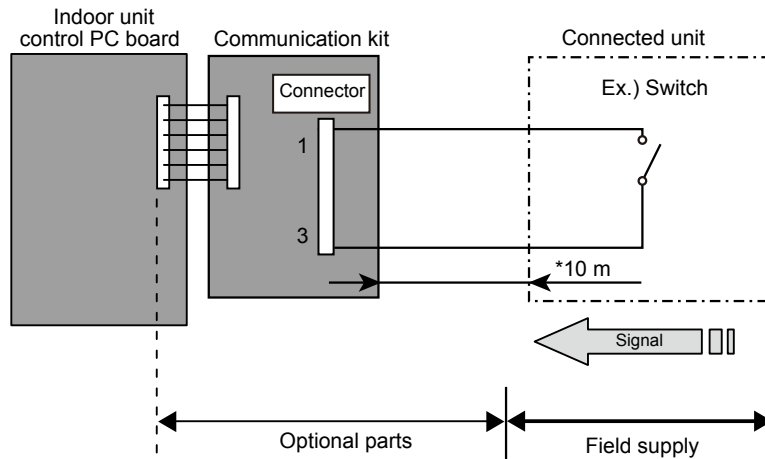 Indoor unit
control PC board
Communication kit
Connected unit
Connector
Ex.) Switch
1
3
*10 m
Signal
Optional parts
Field supply